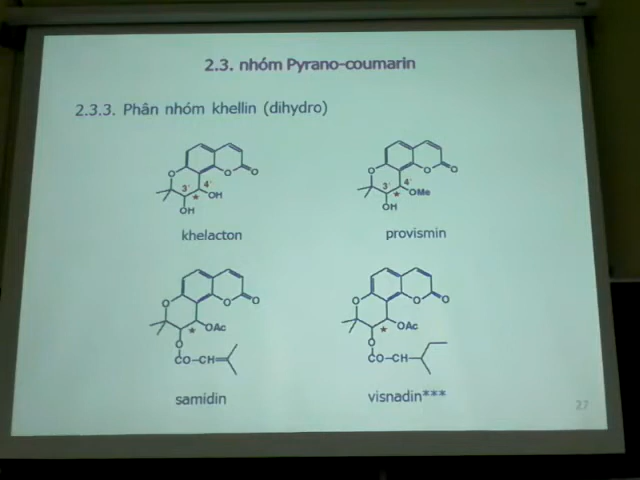 2.3. nhóm Pyrano-coumarin
2.3.3. Phân nhóm khellin (dihydro)
O O O 3' 4' OH * OH
O O O 3' 4' OMe * OH
khelacton
provismin
O O O OAc * O CO–CH
O O O OAc * O CO–CH
samidin
visnadin***
27